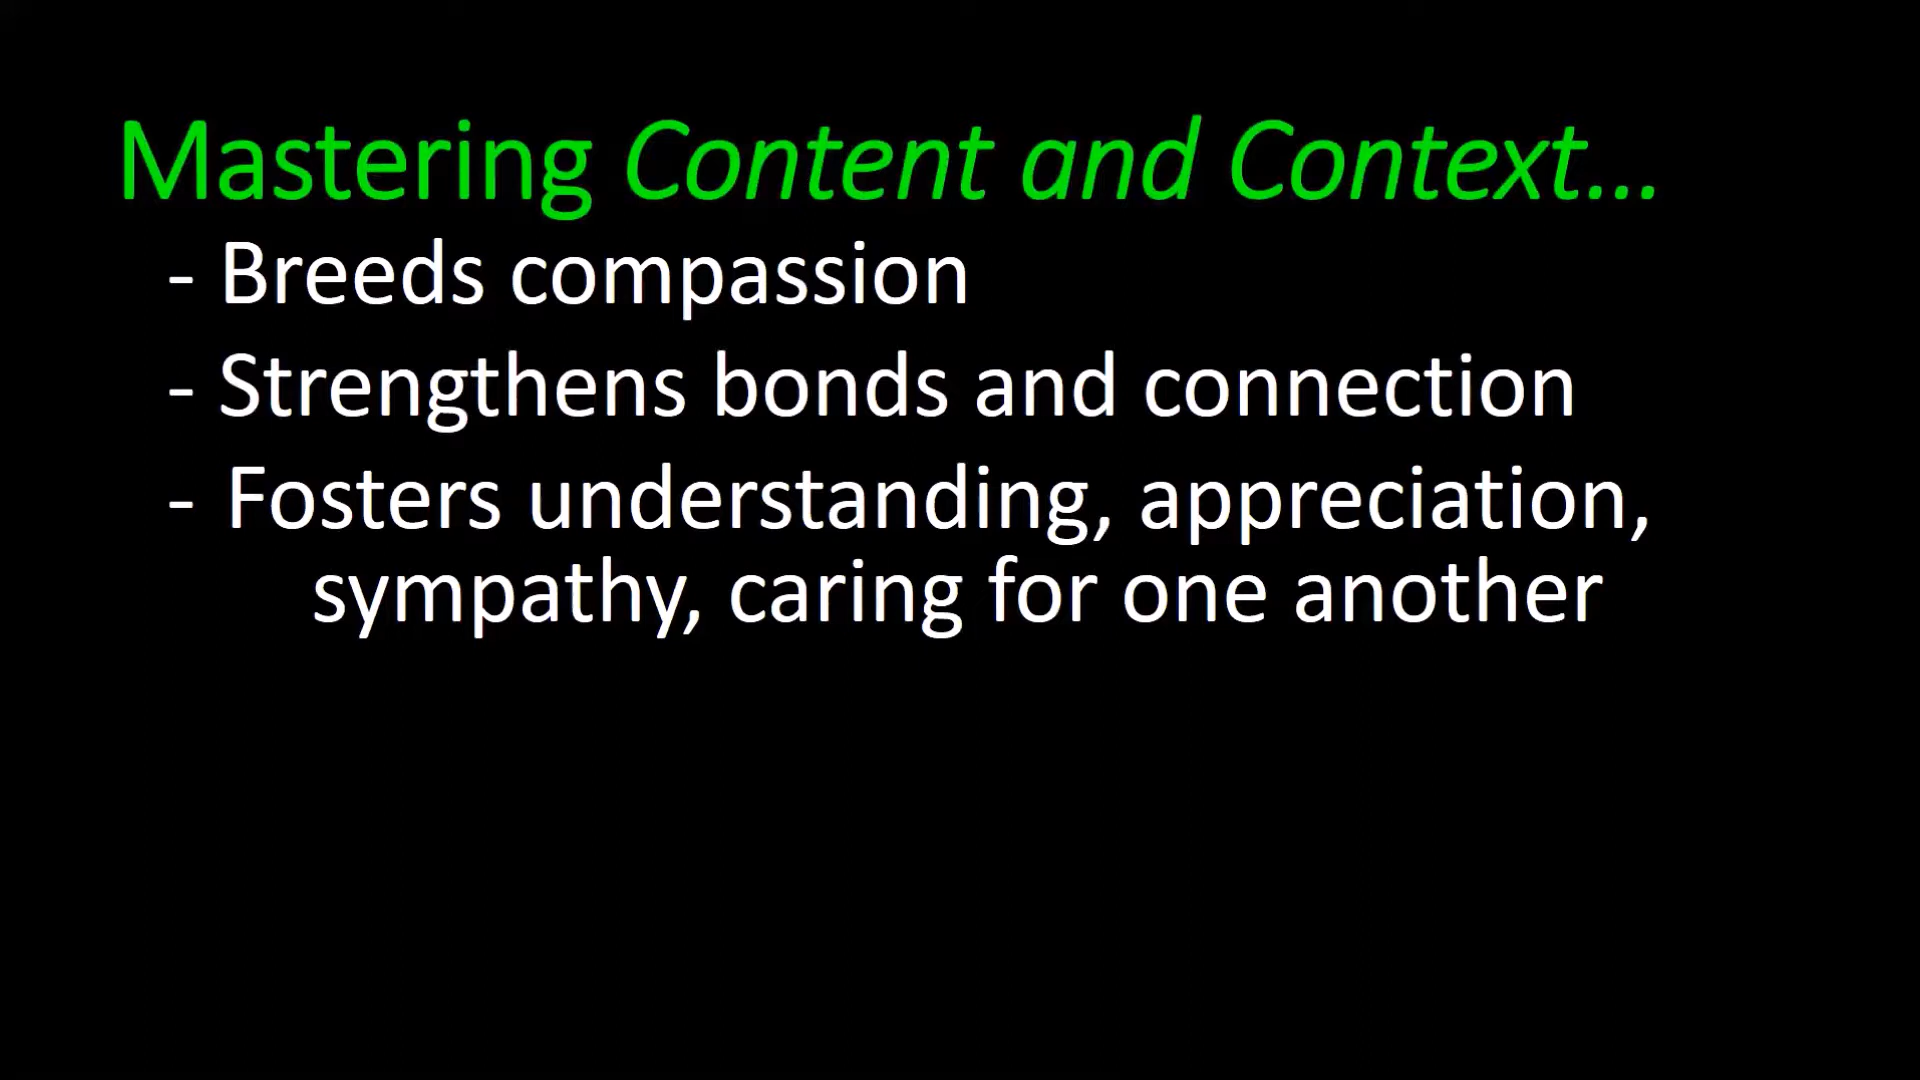 Mastering Content and Context...
- Breeds compassion
- Strengthens bonds and connection
- Fosters understanding, appreciation,
sympathy, caring for one another